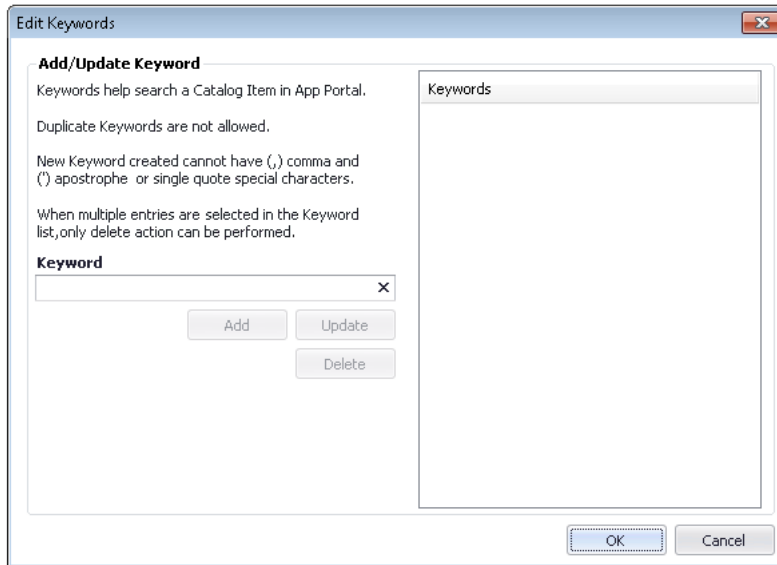 Edit Keywords
Add/Update Keyword
Keywords help search a Catalog Item in App Portal.
Duplicate Keywords are not allowed.
New Keyword created cannot have (,) comma and
(') apostrophe or single quote special characters.
When multiple entries are selected in the Keyword
list,only delete action can be performed.
Keyword
Add
Update
Delete
Keywords
OK
Cancel